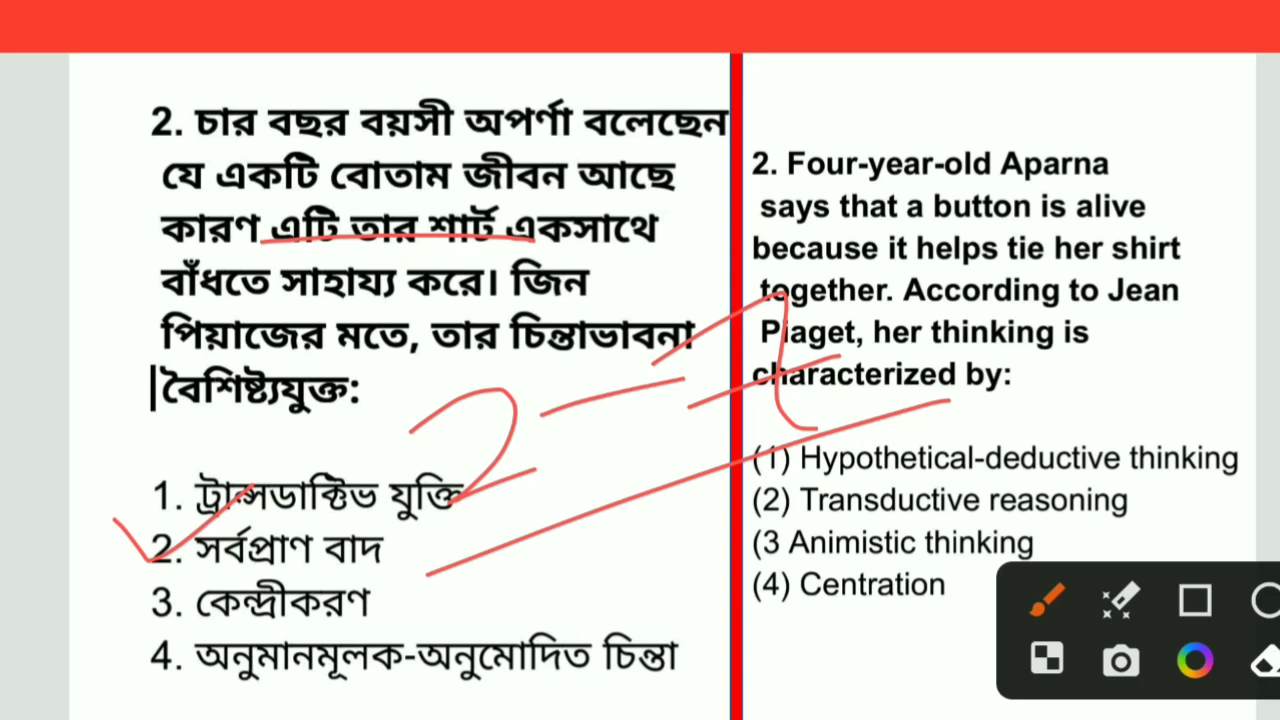 2. চার বছর বয়সী অপর্ণা বলেছেন
যে একটি বোতাম জীবন আছে
কারণ এটি তার শার্ট একসাথে
বাঁধতে সাহায্য করে। জিন
পিয়াজের মতে, তার চিন্তাভাবনা
|বৈশিষ্ট্যযুক্ত:
1. ট্রান্সডাক্টিভ যুক্তি
2. সর্বপ্রাণ বাদ
3. কেন্দ্রীকরণ
4. অনুমানমূলক-অনুমোদিত চিন্তা
2. Four-year-old Aparna
says that a button is alive
because it helps tie her shirt
together. According to Jean
Piaget, her thinking is
characterized by:
(1) Hypothetical-deductive thinking
(2) Transductive reasoning
(3 Animistic thinking
(4) Centration